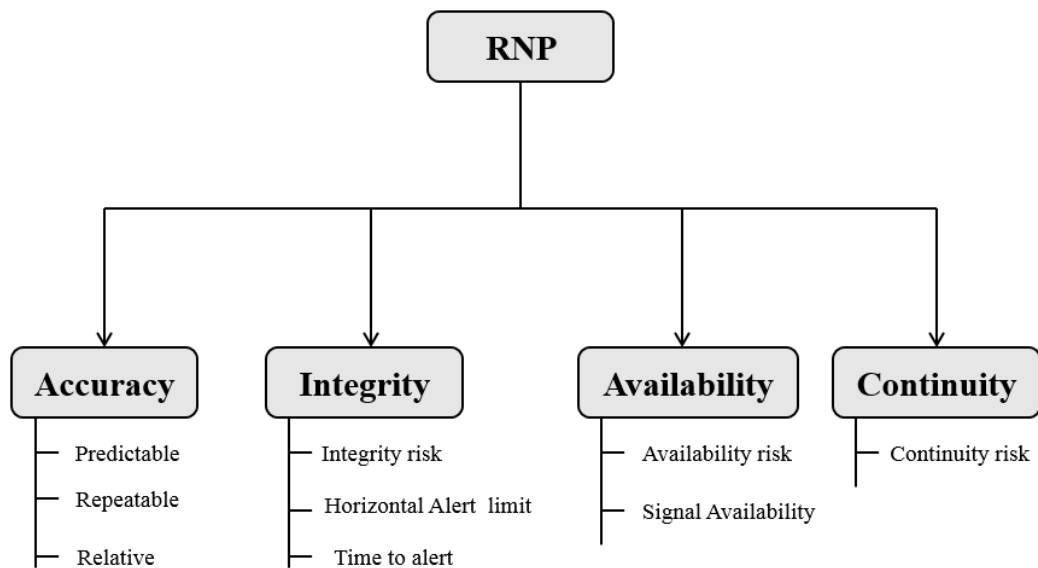 RNP
Accuracy
Predictable
Repeatable
Relative
Integrity
Integrity risk
Horizontal Alert limit
Time to alert
Availability
Availability risk
Signal Availability
Continuity
Continuity risk